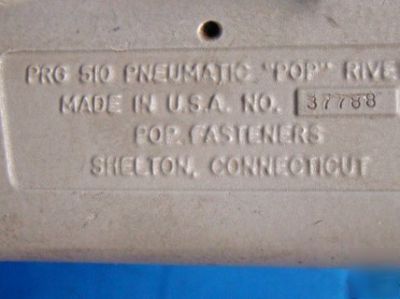 PRG 510 PNEUMATIC "POP" RIVE
MADE IN U.S.A. NO. 37788
POP FASTENERS
SHELTON, CONNECTICUT